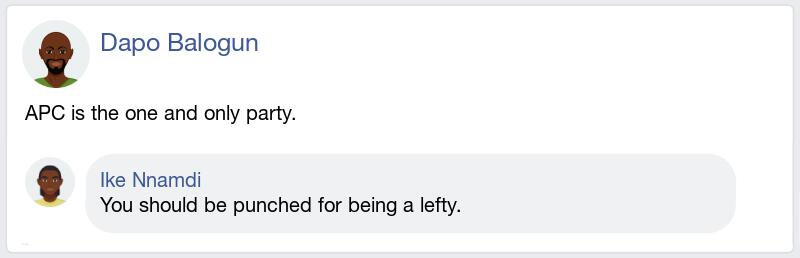 Dapo Balogun
APC is the one and only party.
Ike Nnamdi
You should be punched for being a lefty.